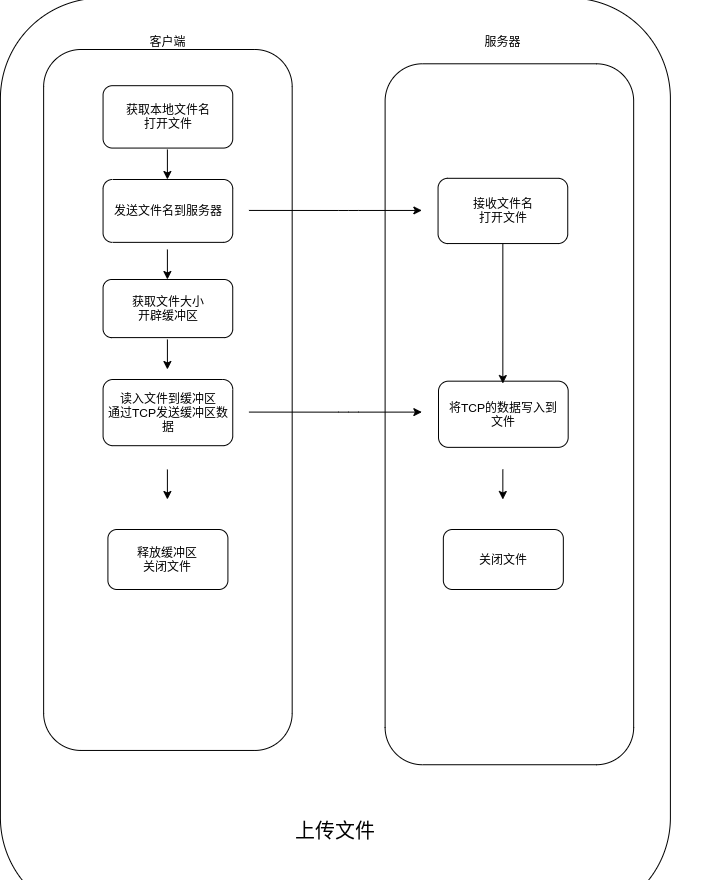 客户端
服务器
获取本地文件名
打开文件
发送文件名到服务器
接收文件名
打开文件
获取文件大小
开辟缓冲区
读入文件到缓冲区
通过TCP发送缓冲区数
据
将TCP的数据写入到
文件
释放缓冲区
关闭文件
关闭文件
上传文件